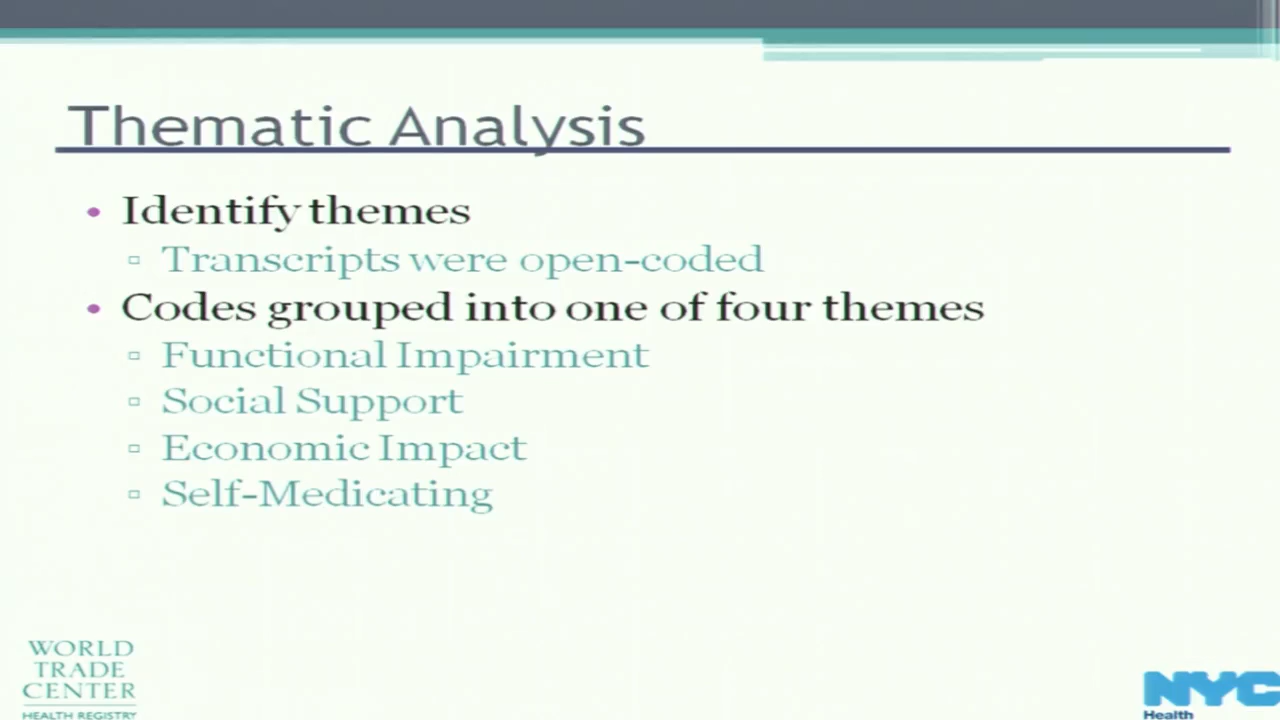 Thematic Analysis
• Identify themes
▫ Transcripts were open-coded
• Codes grouped into one of four themes
▫ Functional Impairment
▫ Social Support
▫ Economic Impact
▫ Self-Medicating
WORLD
TRADE
CENTER
HEALTH REGISTRY
NYC
Health